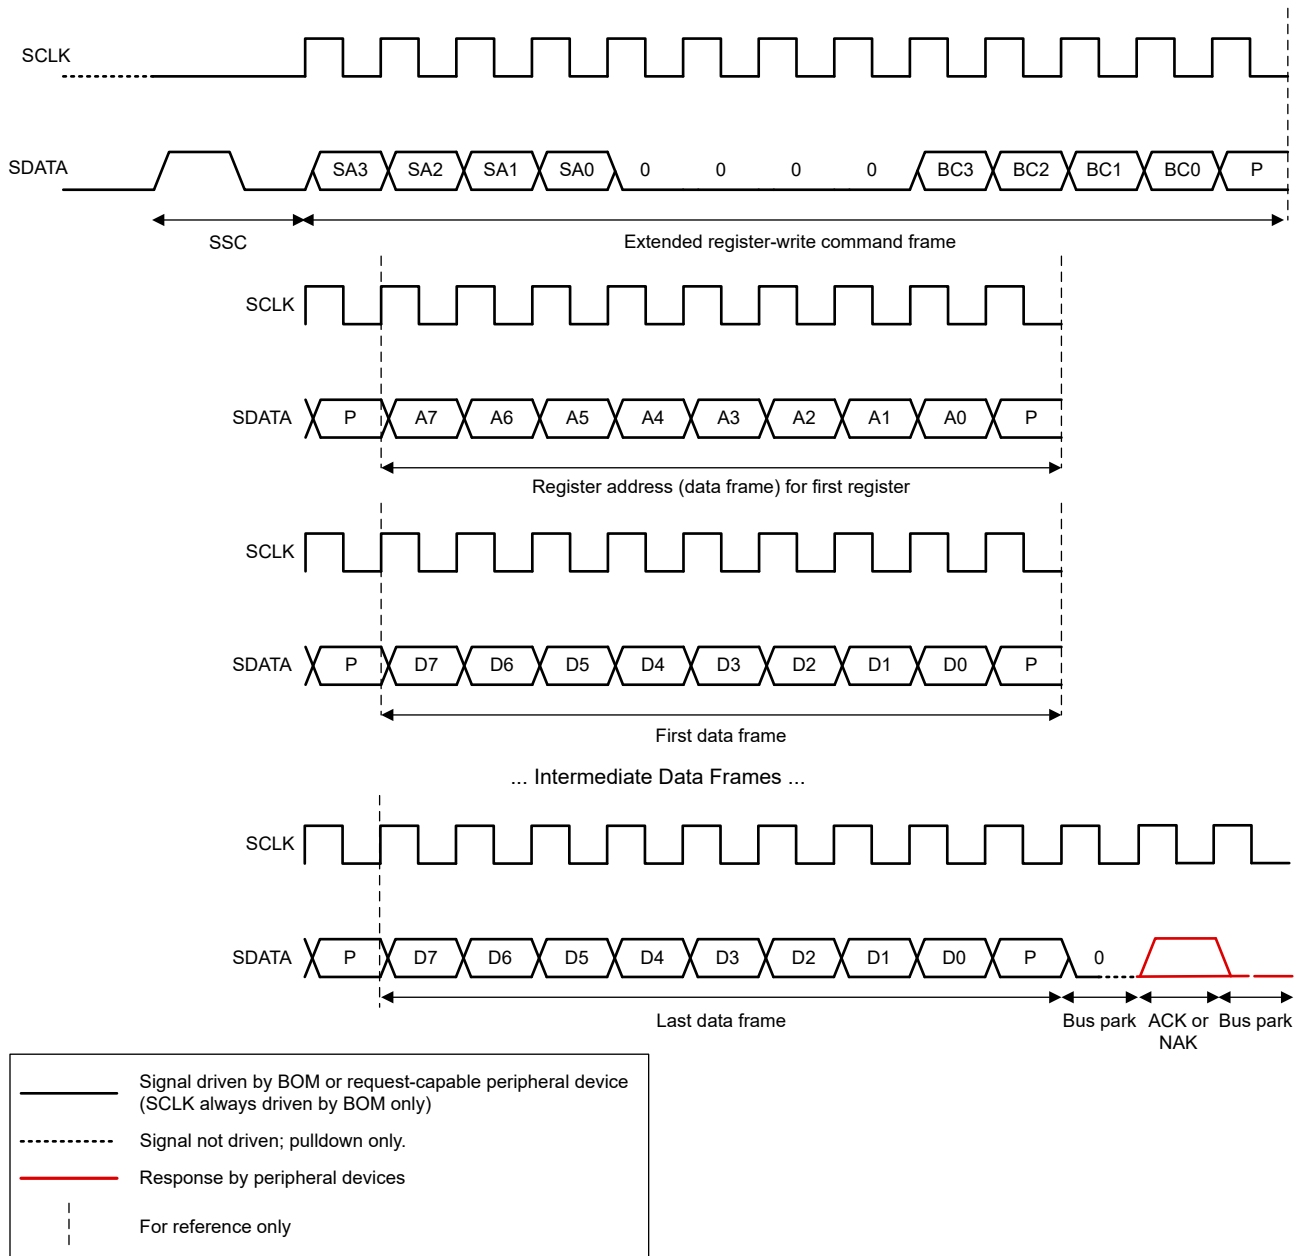 SCLK
SDATA SA3 SA2 SA1 SA0 0 0 0 0 BC3 BC2 BC1 BC0 P
SSC Extended register-write command frame
SCLK
SDATA P A7 A6 A5 A4 A3 A2 A1 A0 P
Register address (data frame) for first register
SCLK
SDATA P D7 D6 D5 D4 D3 D2 D1 D0 P
First data frame
... Intermediate Data Frames ...
SCLK
SDATA P D7 D6 D5 D4 D3 D2 D1 D0 P 0
Last data frame Bus park ACK or Bus park
NAK
Signal driven by BOM or request-capable peripheral device
(SCLK always driven by BOM only)
Signal not driven; pulldown only.
Response by peripheral devices
For reference only